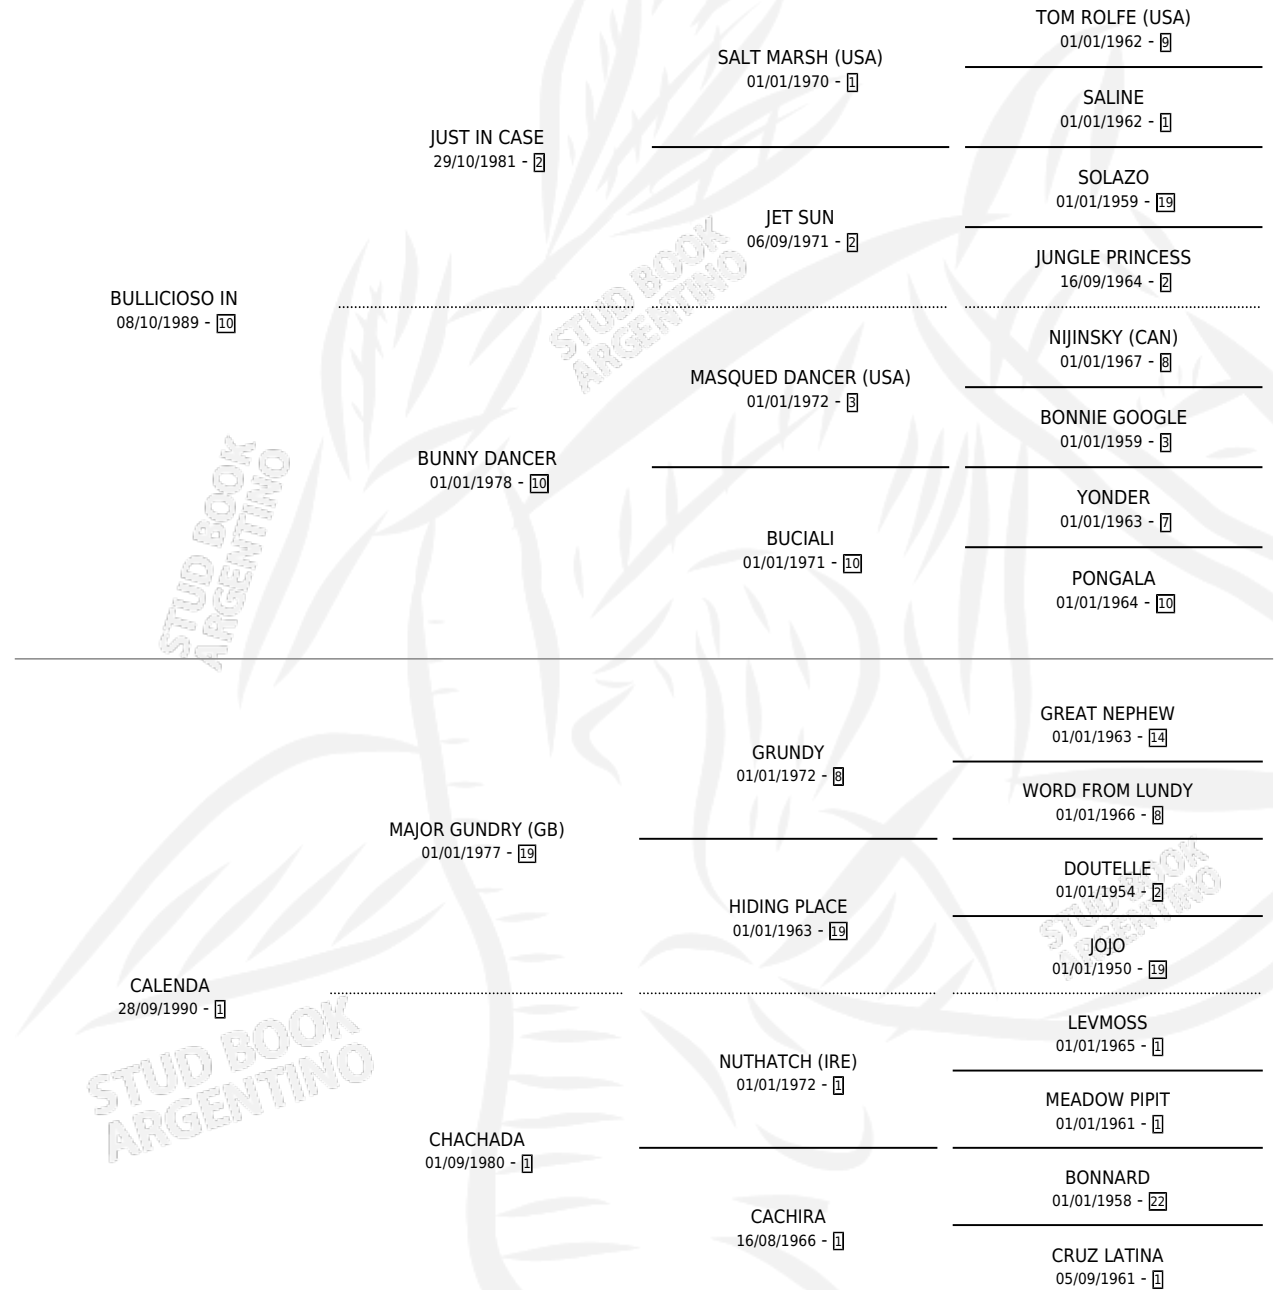 TOM ROLFE (USA)
01/01/1962 - 9
SALT MARSH (USA)
01/01/1970 - 1
SALINE
01/01/1962 - 1
JUST IN CASE
29/10/1981 - 2
SOLAZO
01/01/1959 - 19
JET SUN
06/09/1971 - 2
JUNGLE PRINCESS
16/09/1964 - 2
BULLICIOSO IN
08/10/1989 - 10
STUD BOOK
ARGENTINO
NIJINSKY (CAN)
01/01/1967 - 8
MASQUED DANCER (USA)
01/01/1972 - 3
BONNIE GOOGLE
01/01/1959 - 3
BUNNY DANCER
01/01/1978 - 10
YONDER
01/01/1963 - 7
BUCIALI
01/01/1971 - 10
PONGALA
01/01/1964 - 10
STUD BOOK
ARGENTINO
GREAT NEPHEW
01/01/1963 - 14
GRUNDY
01/01/1972 - 8
WORD FROM LUNDY
01/01/1966 - 8
MAJOR GUNDRY (GB)
01/01/1977 - 19
DOUTELLE
01/01/1954 - 2
HIDING PLACE
01/01/1963 - 19
STUD BOOK
ARGENTINO
JOJO
01/01/1950 - 19
CALENDA
28/09/1990 - 1
LEVMOSS
01/01/1965 - 1
NUTHATCH (IRE)
01/01/1972 - 1
STUD BOOK
ARGENTINO
MEADOW PIPIT
01/01/1961 - 1
CHACHADA
01/09/1980 - 1
BONNARD
01/01/1958 - 22
CACHIRA
16/08/1966 - 1
CRUZ LATINA
05/09/1961 - 1